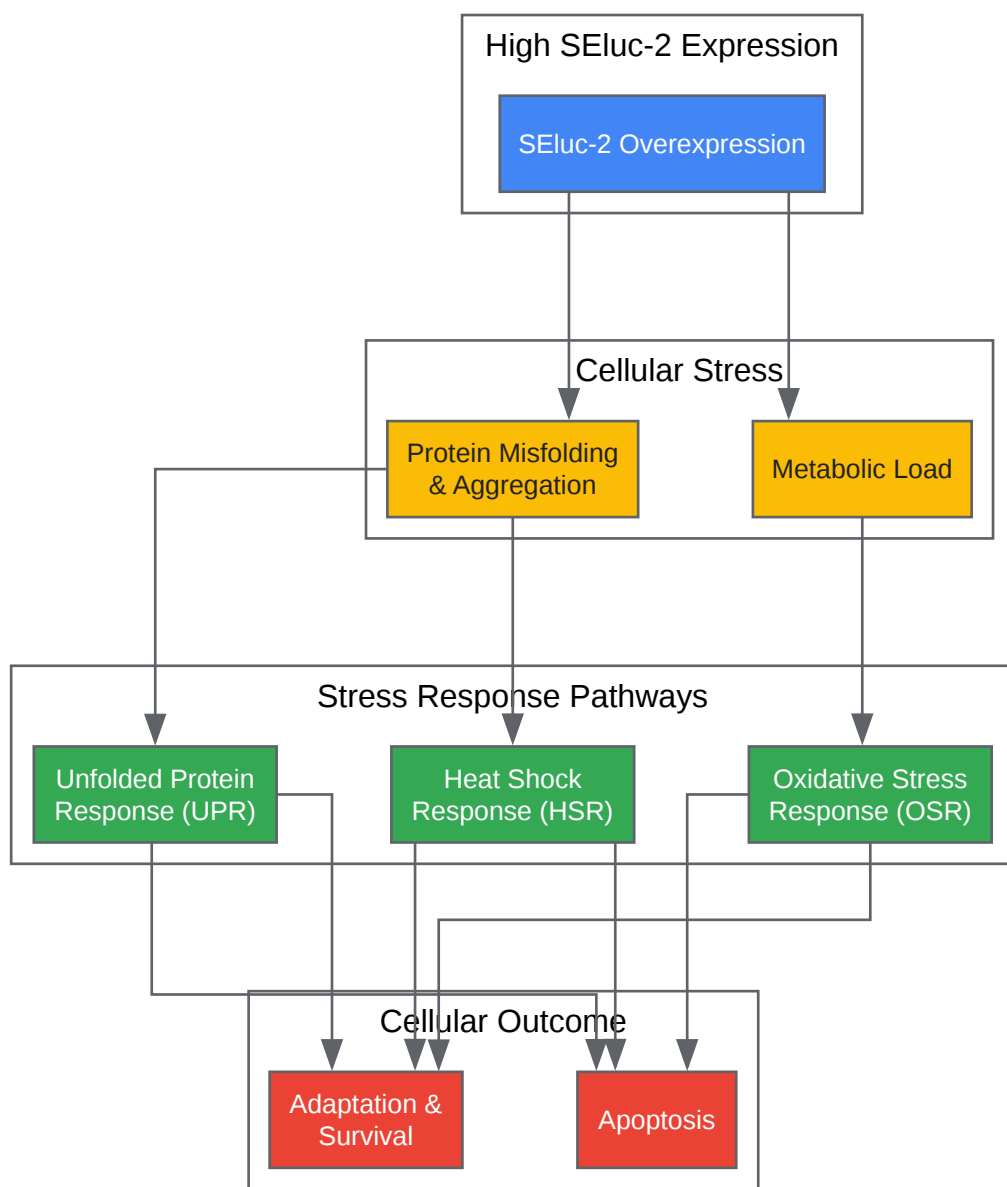 High SEluc-2 Expression
SEluc-2 Overexpression
Cellular Stress
Protein Misfolding
& Aggregation
Metabolic Load
Stress Response Pathways
Unfolded Protein
Response (UPR)
Heat Shock
Response (HSR)
Oxidative Stress
Response (OSR)
Cellular Outcome
Adaptation &
Survival
Apoptosis